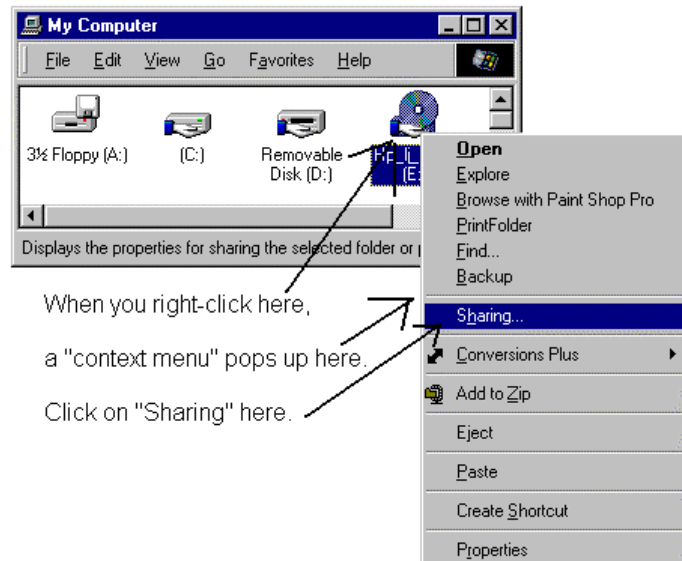 My Computer
File Edit View Go Favorites Help
3½ Floppy (A:) (C:) Removable
Disk (D:) (E:
Displays the properties for sharing the selected folder or
When you right-click here,
a "context menu" pops up here.
Click on "Sharing" here.
Open
Explore
Browse with Paint Shop Pro
PrintFolder
Find...
Backup
Sharing...
Conversions Plus
Add to Zip
Eject
Paste
Create Shortcut
Properties